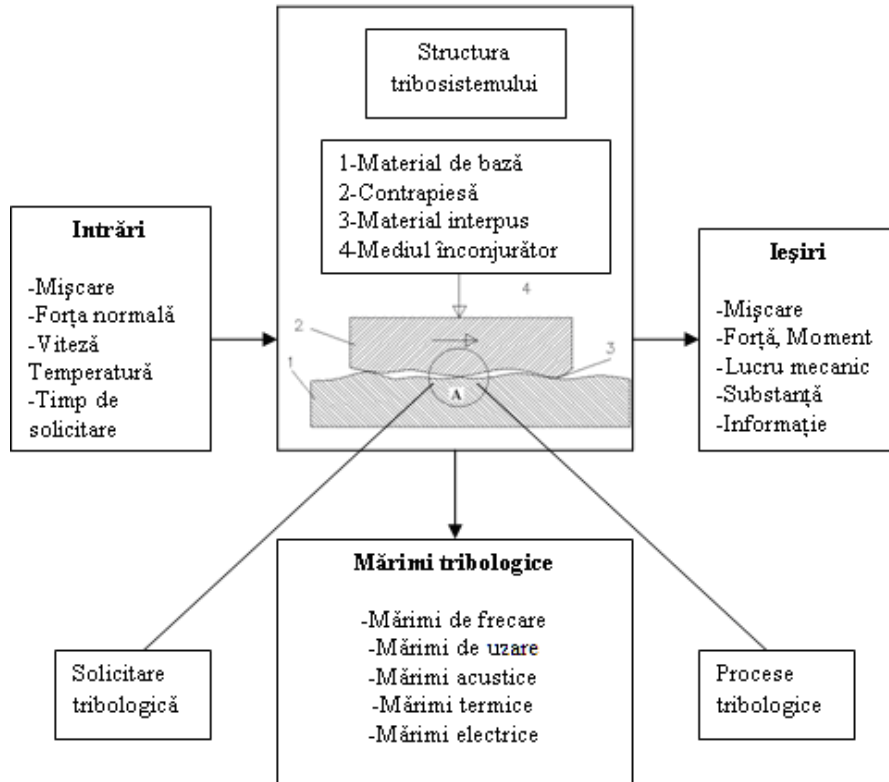 Structura
tribosistemului
1-Material de bază
2-Contrapiesă
3-Material interpus
4-Mediul înconjurător
Intrări
-Mişcare
-Forţa normală
-Viteză
Temperatură
-Timp de
solicitare
4
2
3
1
A
Ieşiri
-Mişcare
-Forţă, Moment
-Lucru mecanic
-Substanţă
-Informaţie
Mărimi tribologice
-Mărimi de frecare
-Mărimi de uzare
-Mărimi acustice
-Mărimi termice
-Mărimi electrice
Solicitare
tribologică
Procese
tribologice